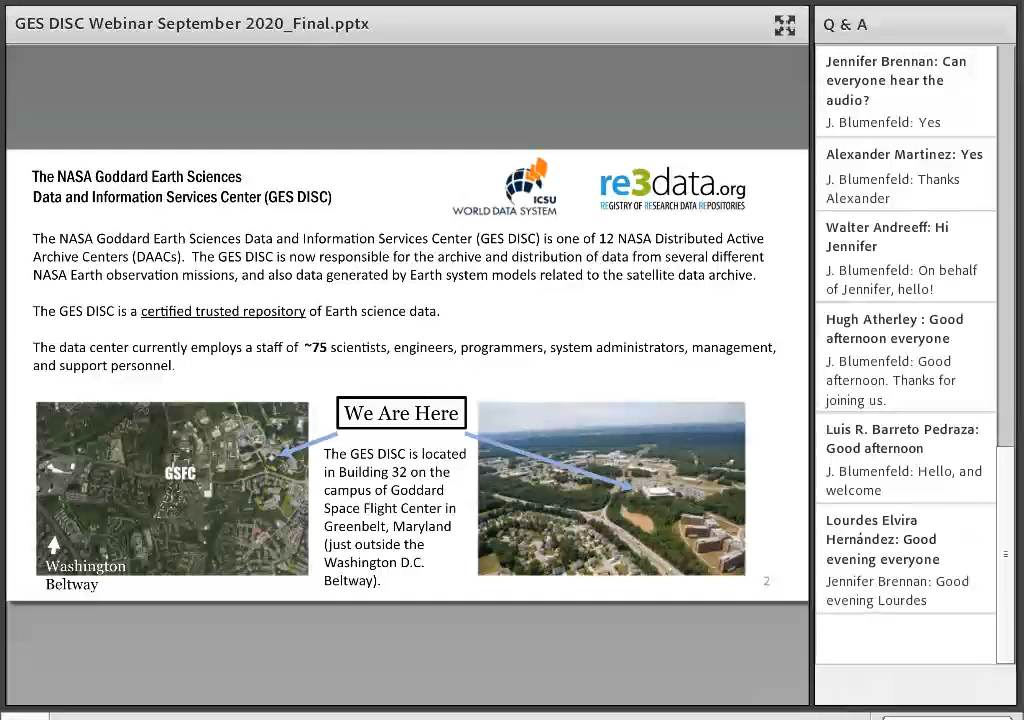 GES DISC Webinar September 2020_Final.pptx
The NASA Goddard Earth Sciences
Data and Information Services Center (GES DISC)
ICSU
WORLD DATA SYSTEM
re3data.org
REGISTRY OF RESEARCH DATA REPOSITORIES
The NASA Goddard Earth Sciences Data and Information Services Center (GES DISC) is one of 12 NASA Distributed Active
Archive Centers (DAACs). The GES DISC is now responsible for the archive and distribution of data from several different
NASA Earth observation missions, and also data generated by Earth system models related to the satellite data archive.
The GES DISC is a certified trusted repository of Earth science data.
The data center currently employs a staff of ~75 scientists, engineers, programmers, system administrators, management,
and support personnel.
We Are Here
GSFC
Washington
Beltway
The GES DISC is located
in Building 32 on the
campus of Goddard
Space Flight Center in
Greenbelt, Maryland
(just outside the
Washington D.C.
Beltway).
2
Q & A
Jennifer Brennan: Can
everyone hear the
audio?
J. Blumenfeld: Yes
Alexander Martinez: Yes
J. Blumenfeld: Thanks
Alexander
Walter Andreeff: Hi
Jennifer
J. Blumenfeld: On behalf
of Jennifer, hello!
Hugh Atherley : Good
afternoon everyone
J. Blumenfeld: Good
afternoon. Thanks for
joining us.
Luis R. Barreto Pedraza:
Good afternoon
J. Blumenfeld: Hello, and
welcome
Lourdes Elvira
Hernández: Good
evening everyone
Jennifer Brennan: Good
evening Lourdes